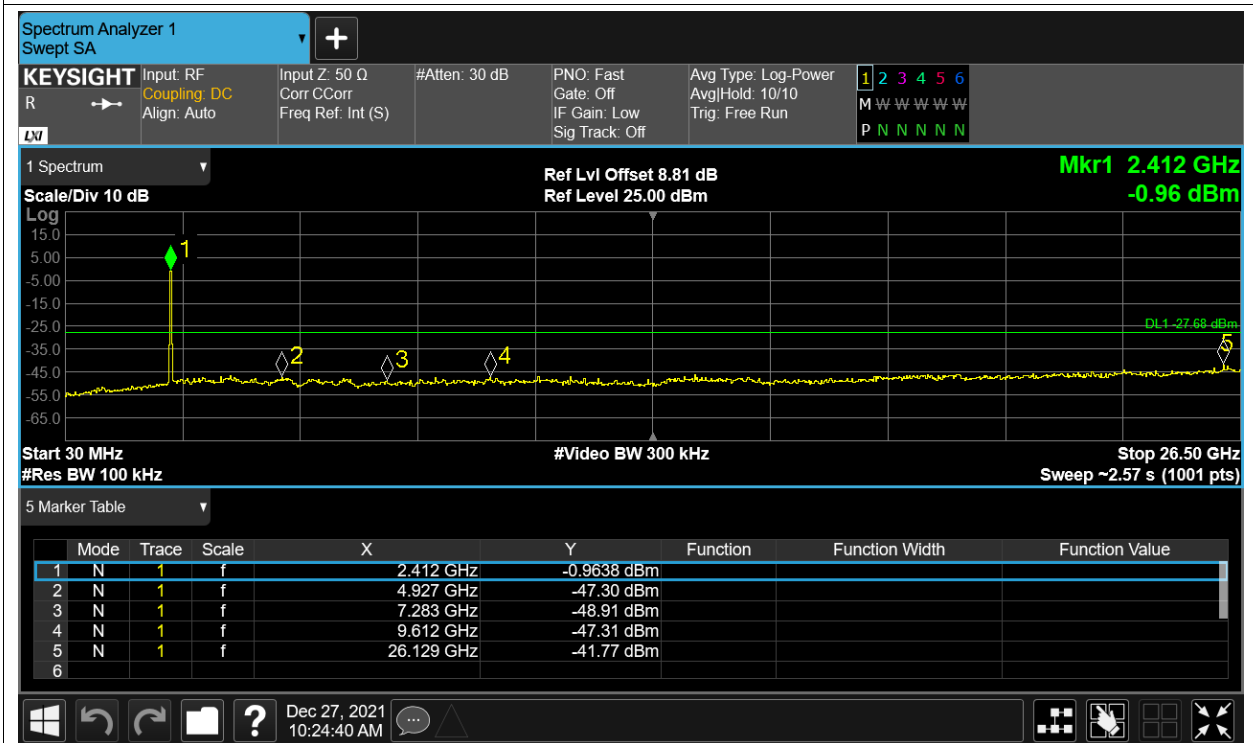 Spectrum Analyzer 1
Swept SA
KEYSIGHT
R
LXI
Input: RF
Coupling: DC
Align: Auto
Input Z: 50 Ω
Corr CCorr
Freq Ref: Int (S)
#Atten: 30 dB
PNO: Fast
Gate: Off
IF Gain: Low
Sig Track: Off
Avg Type: Log-Power
Avg|Hold: 10/10
Trig: Free Run
1 2 3 4 5 6
M W W W W W
P N N N N N
1 Spectrum
Scale/Div 10 dB
Ref Lvl Offset 8.81 dB
Ref Level 25.00 dBm
Mkr1 2.412 GHz
-0.96 dBm
Log
15.0
5.00
-5.00
-15.0
-25.0
-35.0
-45.0
-55.0
-65.0
1
2
3
4
5
DL1 -27.68 dBm
Start 30 MHz
#Video BW 300 kHz
Stop 26.50 GHz
#Res BW 100 kHz
Sweep ~2.57 s (1001 pts)
5 Marker Table
Mode Trace Scale X Y Function Function Width Function Value
1 N 1 f 2.412 GHz -0.9638 dBm
2 N 1 f 4.927 GHz -47.30 dBm
3 N 1 f 7.283 GHz -48.91 dBm
4 N 1 f 9.612 GHz -47.31 dBm
5 N 1 f 26.129 GHz -41.77 dBm
6
?
Dec 27, 2021
10:24:40 AM